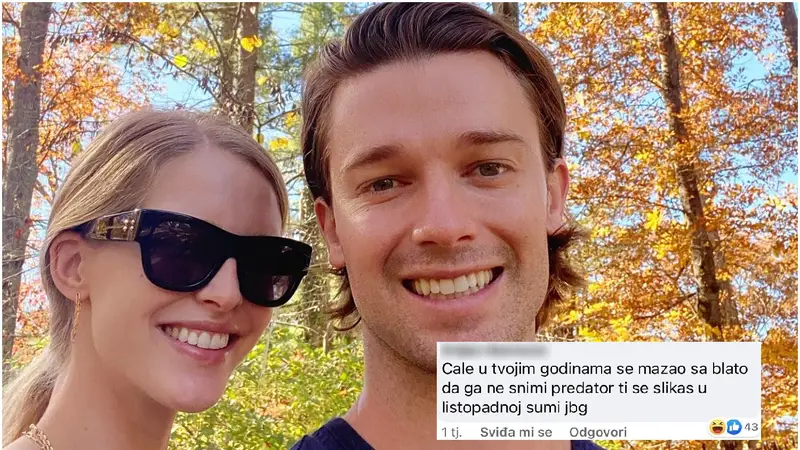 Cale u tvojim godinama se mazao sa blato
da ga ne snimi predator ti se slikas u
listopadnoj sumi jbg
1 tj. Sviđa mi se Odgovori 43